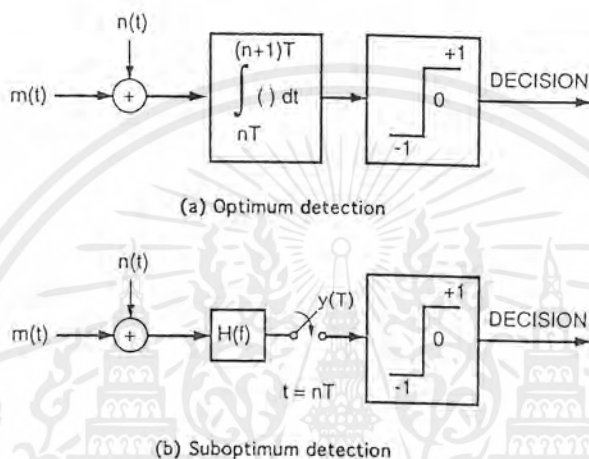 n(t)
m(t)
+
(n+1)T
∫ ( ) dt
nT
+1
0
-1
DECISION
(a) Optimum detection
n(t)
m(t)
+
H(f)
y(T)
t = nT
+1
0
-1
DECISION
(b) Suboptimum detection